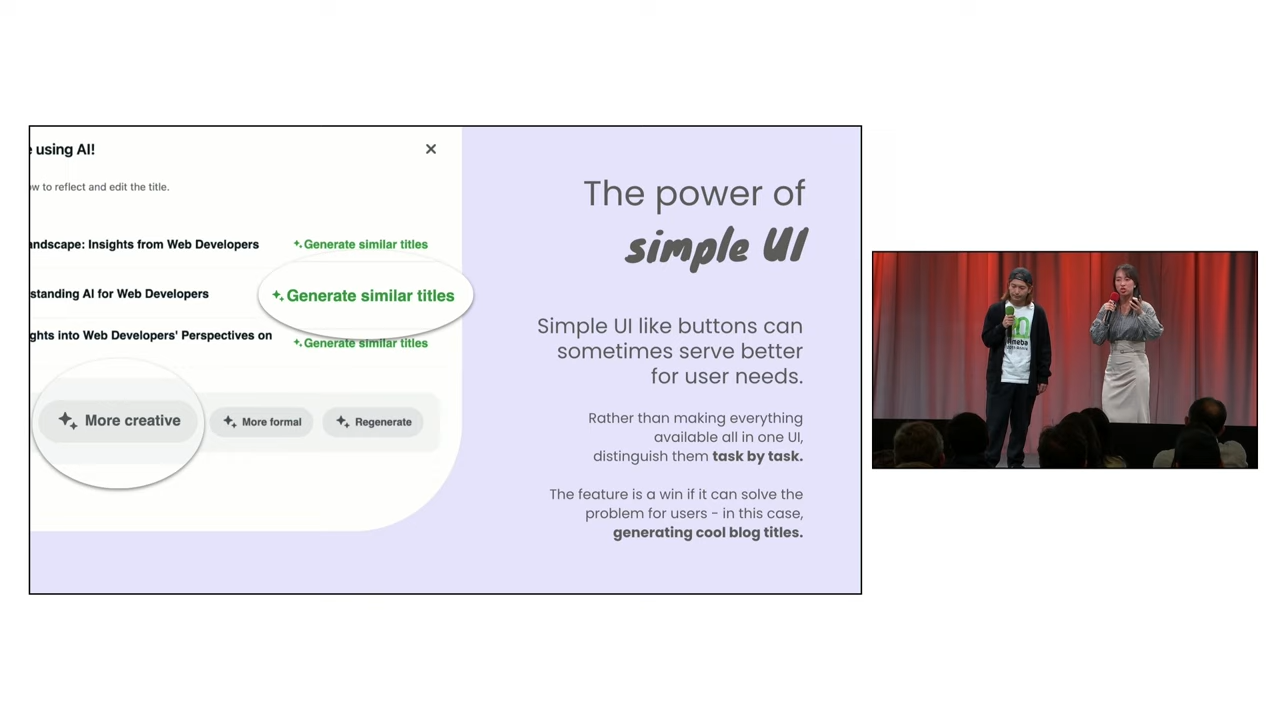 using AI!
ow to reflect and edit the title.
andscape: Insights from Web Developers
Generate similar titles
standing AI for Web Developers
Generate similar titles
ghts into Web Developers' Perspectives on
Generate similar titles
More creative
More formal
Regenerate
The power of
simple UI
Simple UI like buttons can
sometimes serve better
for user needs.
Rather than making everything
available all in one UI,
distinguish them task by task.
The feature is a win if it can solve the
problem for users - in this case,
generating cool blog titles.